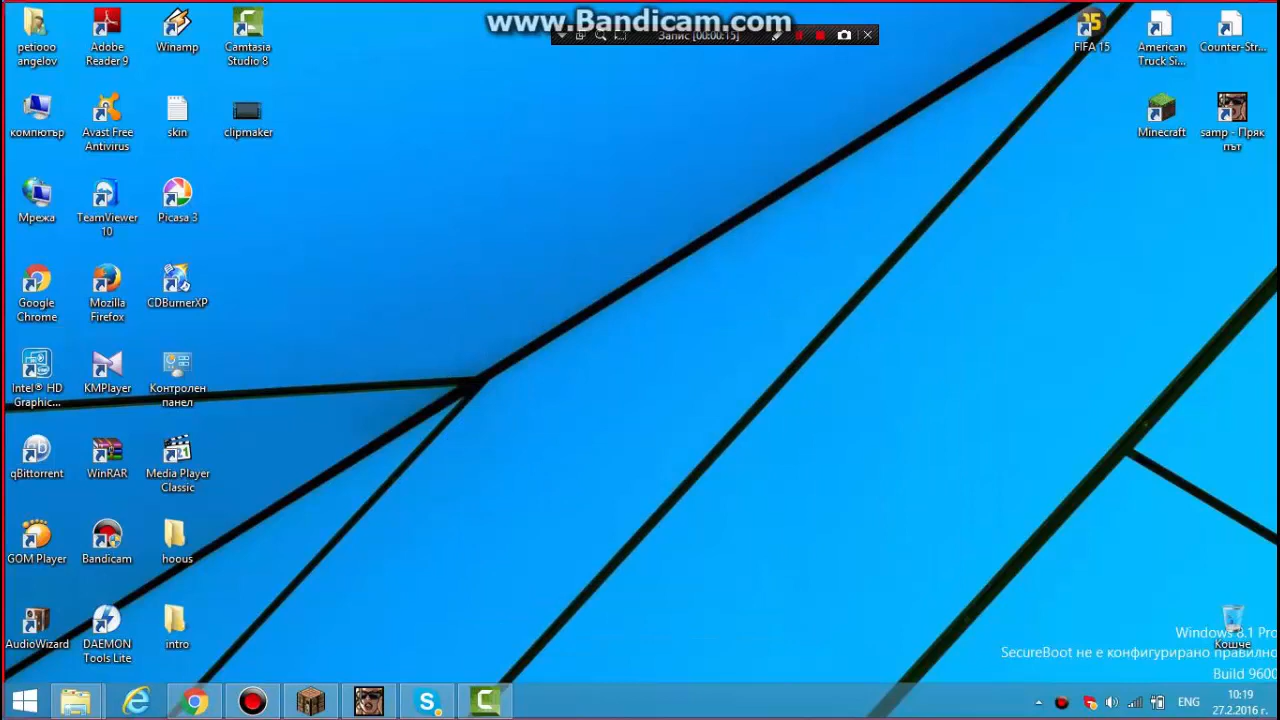 www.Bandicam.com
Запис [00:00:15]
petiooo
angelov
Adobe
Reader 9
Winamp
Camtasia
Studio 8
FIFA 15
American
Truck Si...
Counter-Str...
компютър
Avast Free
Antivirus
skin
clipmaker
Minecraft
samp - Пряк
път
Мрежа
TeamViewer
10
Picasa 3
Google
Chrome
Mozilla
Firefox
CDBurnerXP
Intel® HD
Graphic...
KMPlayer
Контролен
панел
qBittorrent
WinRAR
Media Player
Classic
GOM Player
Bandicam
hoous
AudioWizard
DAEMON
Tools Lite
intro
Кошче
Windows 8.1 Pro
SecureBoot не е конфигурирано правилно
Build 9600
ENG
10:19
27.2.2016 г.